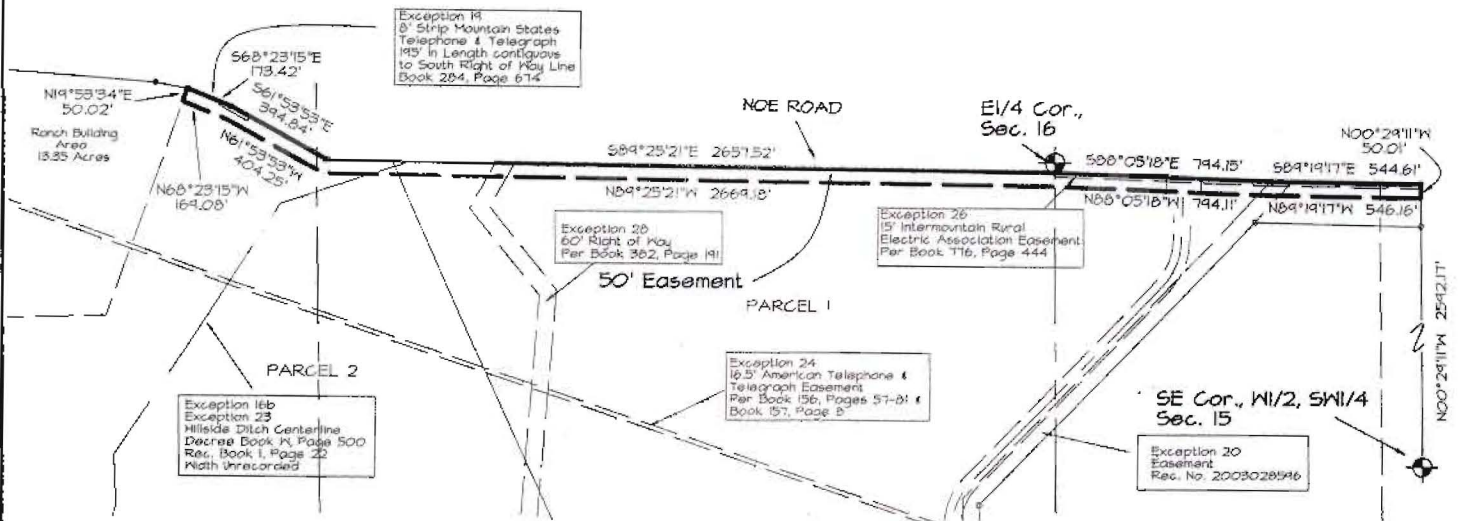 Exception 19
8' Strip Mountain States
Telephone & Telegraph
195' in Length contiguous
to South Right of Way Line
Book 284, Page 674
S68°23'15"E
173.42'
N19°53'34"E
50.02'
S61°53'53"E
394.84'
Ranch Building
Area
13.35 Acres
N61°53'53"W
404.25'
N68°23'15"W
169.08'
NOE ROAD
S89°25'21"E 2657.52'
N89°25'21"W 2669.18'
E1/4 Cor.,
Sec. 16
S88°05'18"E 794.15'
N88°05'18"W 794.11'
S89°19'17"E 544.61'
N89°19'17"W 546.16'
N00°29'11"W
50.01'
Exception 28
60' Right of Way
Per Book 382, Page 191
50' Easement
PARCEL 1
Exception 26
15' Intermountain Rural
Electric Association Easement
Per Book 776, Page 444
N00°29'11"W 2592.17'
PARCEL 2
Exception 16b
Exception 23
Hillside Ditch Centerline
Decree Book W, Page 500
Rec. Book 1, Page 22
Width Unrecorded
Exception 24
16.5' American Telephone &
Telegraph Easement
Per Book 156, Pages 57-81 &
Book 157, Page 8
SE Cor., W1/2, SW1/4
Sec. 15
Exception 20
Easement
Rec. No. 2003028596